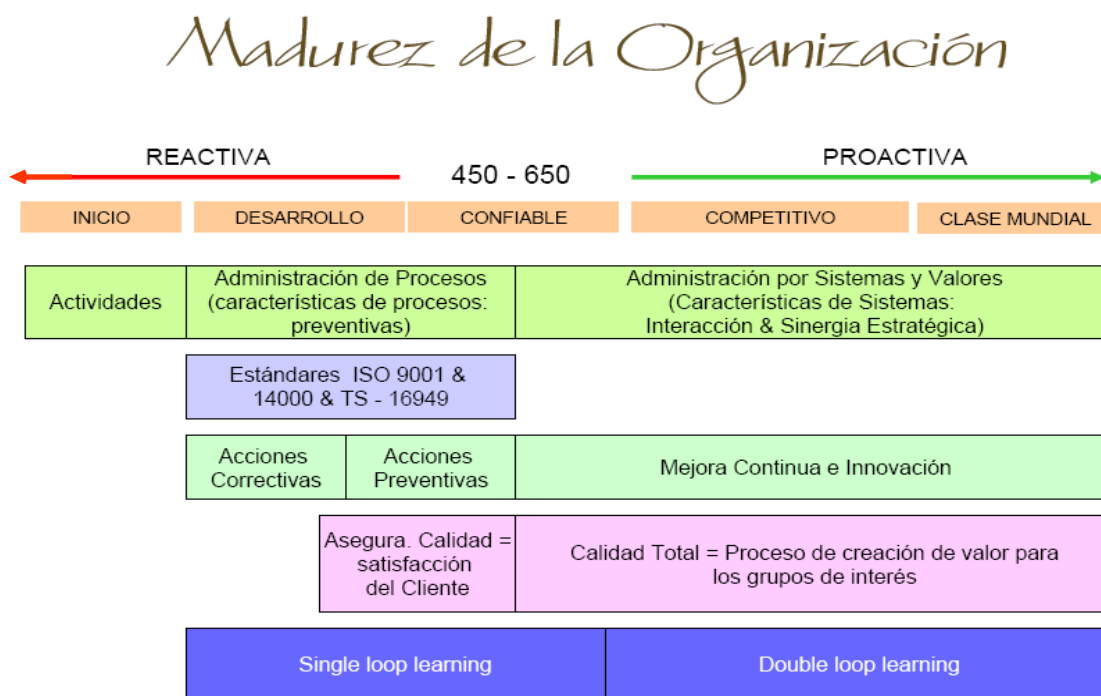 Madurez de la Organización
REACTIVA
450 - 650
PROACTIVA
INICIO
DESARROLLO
CONFIABLE
COMPETITIVO
CLASE MUNDIAL
Actividades
Administración de Procesos
(características de procesos:
preventivas)
Administración por Sistemas y Valores
(Características de Sistemas:
Interacción & Sinergia Estratégica)
Estándares ISO 9001 &
14000 & TS - 16949
Acciones
Correctivas
Acciones
Preventivas
Mejora Continua e Innovación
Asegura. Calidad =
satisfacción
del Cliente
Calidad Total = Proceso de creación de valor para
los grupos de interés
Single loop learning
Double loop learning